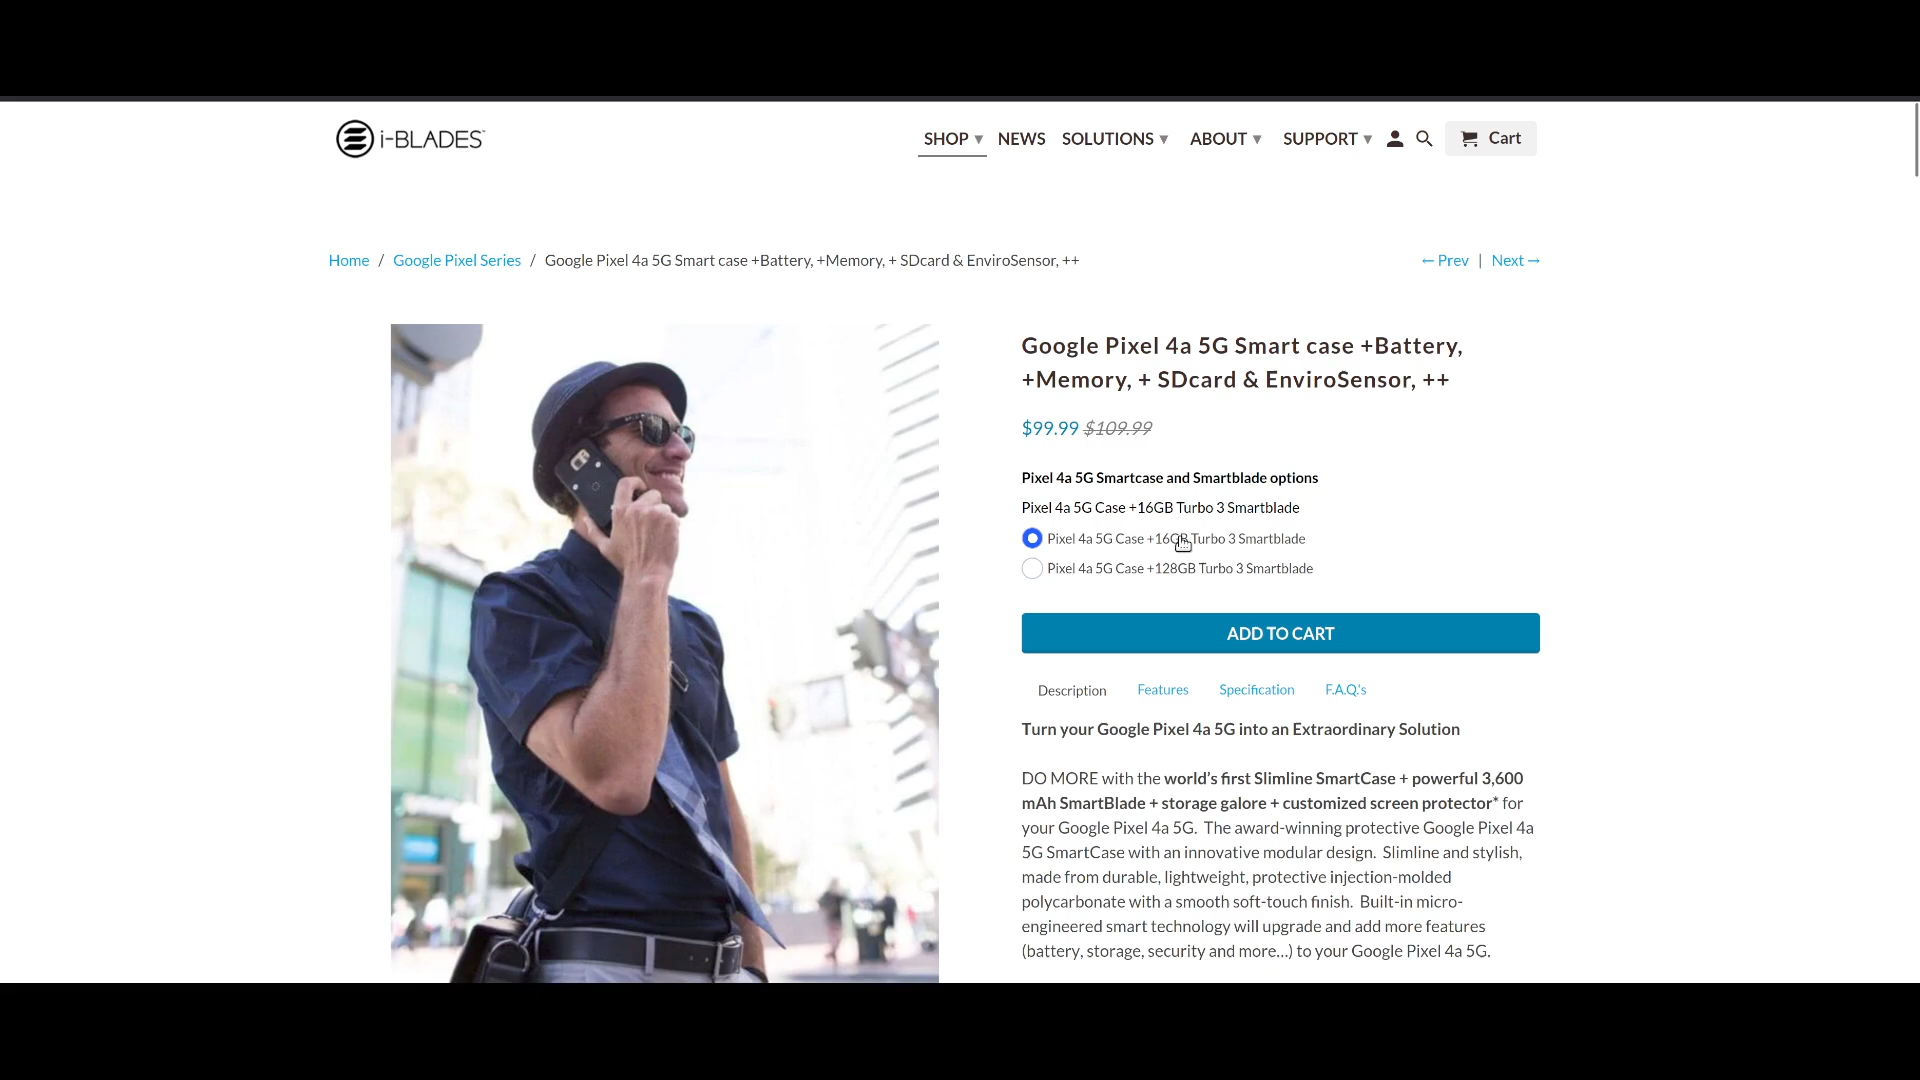 i-BLADES
SHOP ▾ NEWS SOLUTIONS ▾ ABOUT ▾ SUPPORT ▾ Cart
Home / Google Pixel Series / Google Pixel 4a 5G Smart case +Battery, +Memory, + SDcard & EnviroSensor, ++
← Prev | Next →
Google Pixel 4a 5G Smart case +Battery,
+Memory, + SDcard & EnviroSensor, ++
$99.99 $109.99
Pixel 4a 5G Smartcase and Smartblade options
Pixel 4a 5G Case +16GB Turbo 3 Smartblade
Pixel 4a 5G Case +16GB Turbo 3 Smartblade
Pixel 4a 5G Case +128GB Turbo 3 Smartblade
ADD TO CART
Description Features Specification F.A.Q.'s
Turn your Google Pixel 4a 5G into an Extraordinary Solution
DO MORE with the world's first Slimline SmartCase + powerful 3,600
mAh SmartBlade + storage galore + customized screen protector* for
your Google Pixel 4a 5G. The award-winning protective Google Pixel 4a
5G SmartCase with an innovative modular design. Slimline and stylish,
made from durable, lightweight, protective injection-molded
polycarbonate with a smooth soft-touch finish. Built-in micro-
engineered smart technology will upgrade and add more features
(battery, storage, security and more...) to your Google Pixel 4a 5G.